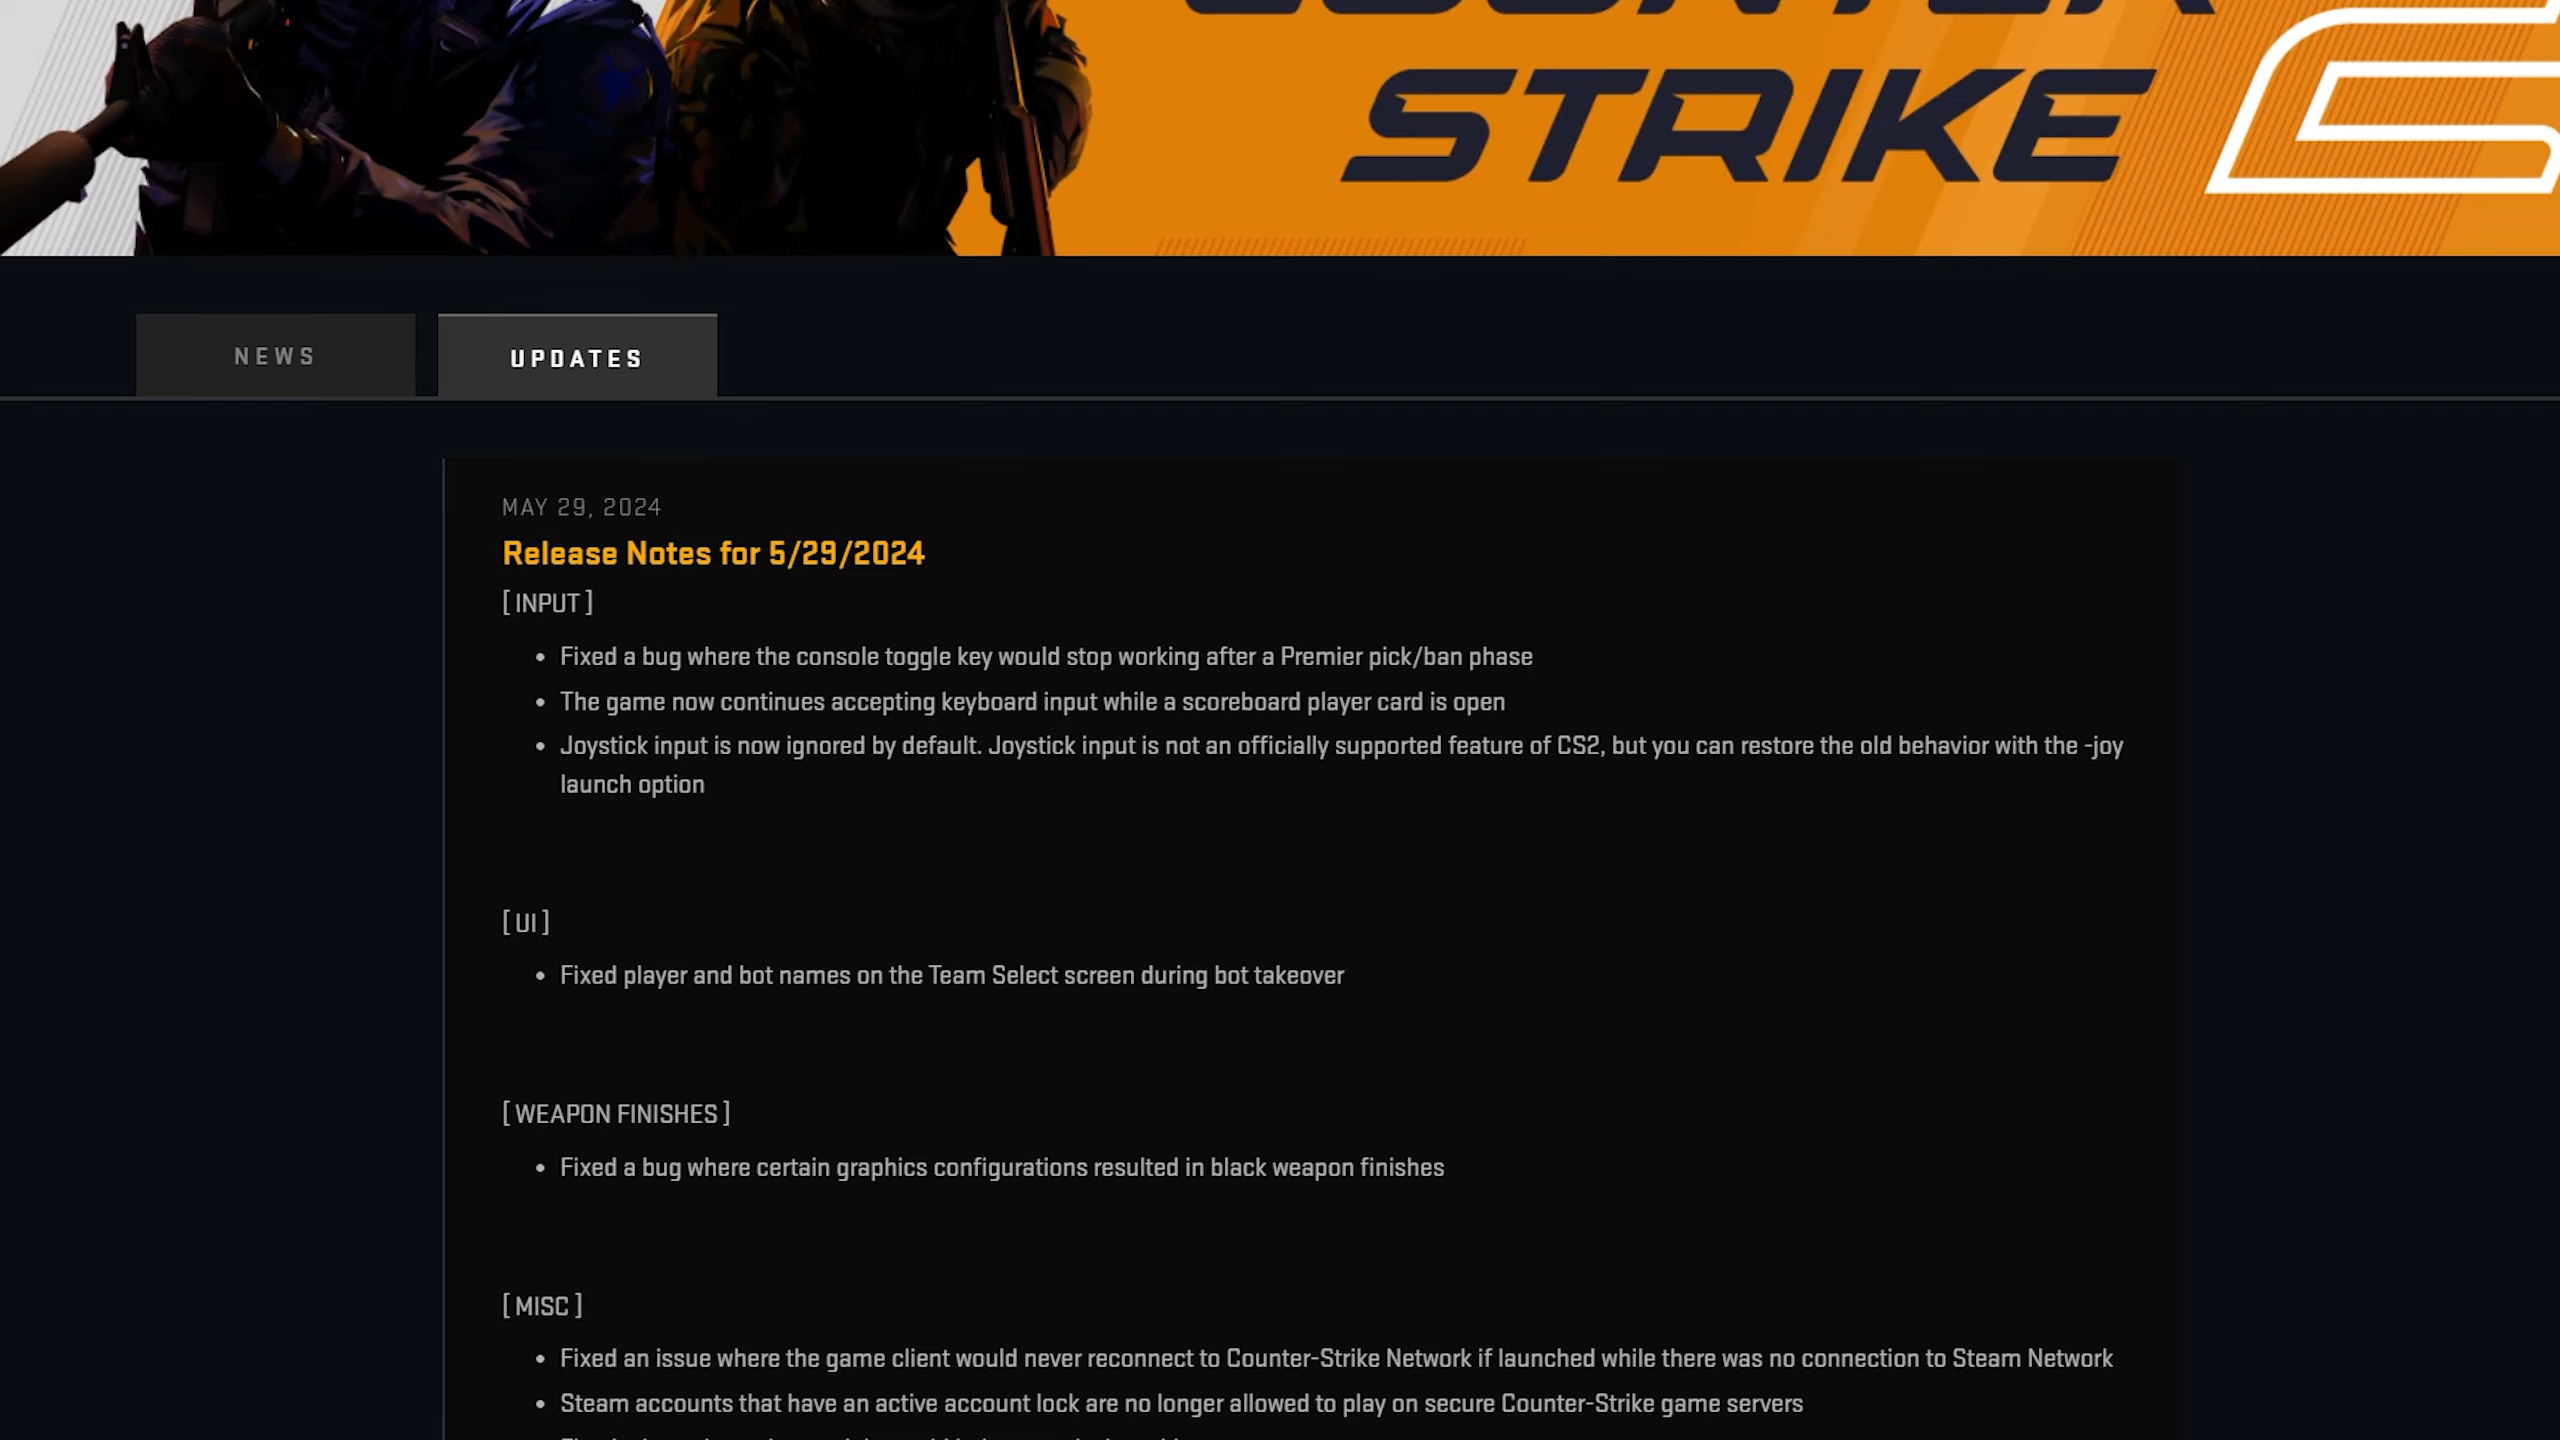 COUNTER
STRIKE
NEWS
UPDATES
MAY 29, 2024
Release Notes for 5/29/2024
[ INPUT ]
• Fixed a bug where the console toggle key would stop working after a Premier pick/ban phase
• The game now continues accepting keyboard input while a scoreboard player card is open
• Joystick input is now ignored by default. Joystick input is not an officially supported feature of CS2, but you can restore the old behavior with the -joy
launch option
[ UI ]
• Fixed player and bot names on the Team Select screen during bot takeover
[ WEAPON FINISHES ]
• Fixed a bug where certain graphics configurations resulted in black weapon finishes
[ MISC ]
• Fixed an issue where the game client would never reconnect to Counter-Strike Network if launched while there was no connection to Steam Network
• Steam accounts that have an active account lock are no longer allowed to play on secure Counter-Strike game servers